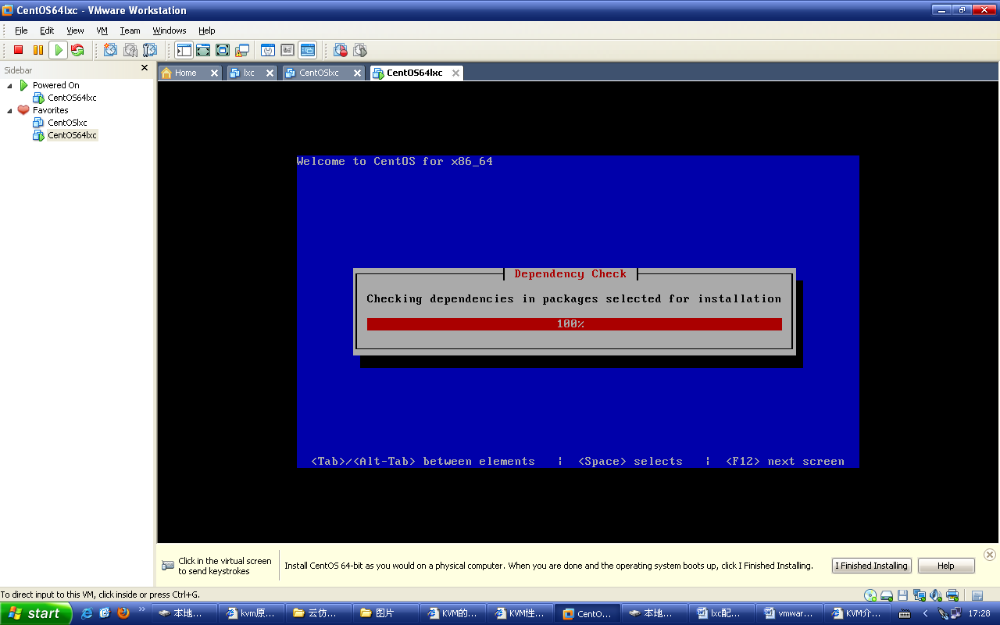 CentOS64lxc - VMware Workstation
File Edit View VM Team Windows Help
Sidebar
Home lxc CentOSlxc CentOS64lxc
Powered On
CentOS64lxc
Favorites
CentOSlxc
CentOS64lxc
Welcome to CentOS for x86_64
Dependency Check
Checking dependencies in packages selected for installation
100%
<Tab>/<Alt-Tab> between elements | <Space> selects | <F12> next screen
Click in the virtual screen
to send keystrokes
Install CentOS 64-bit as you would on a physical computer. When you are done and the operating system boots up, click I Finished Installing.
I Finished Installing
Help
To direct input to this VM, click inside or press Ctrl+G.
start 本地... kvm原... 云仿... 图片 KVM的... KVM性... CentO... 本地... lxc配... vmwar... KVM介... 17:28